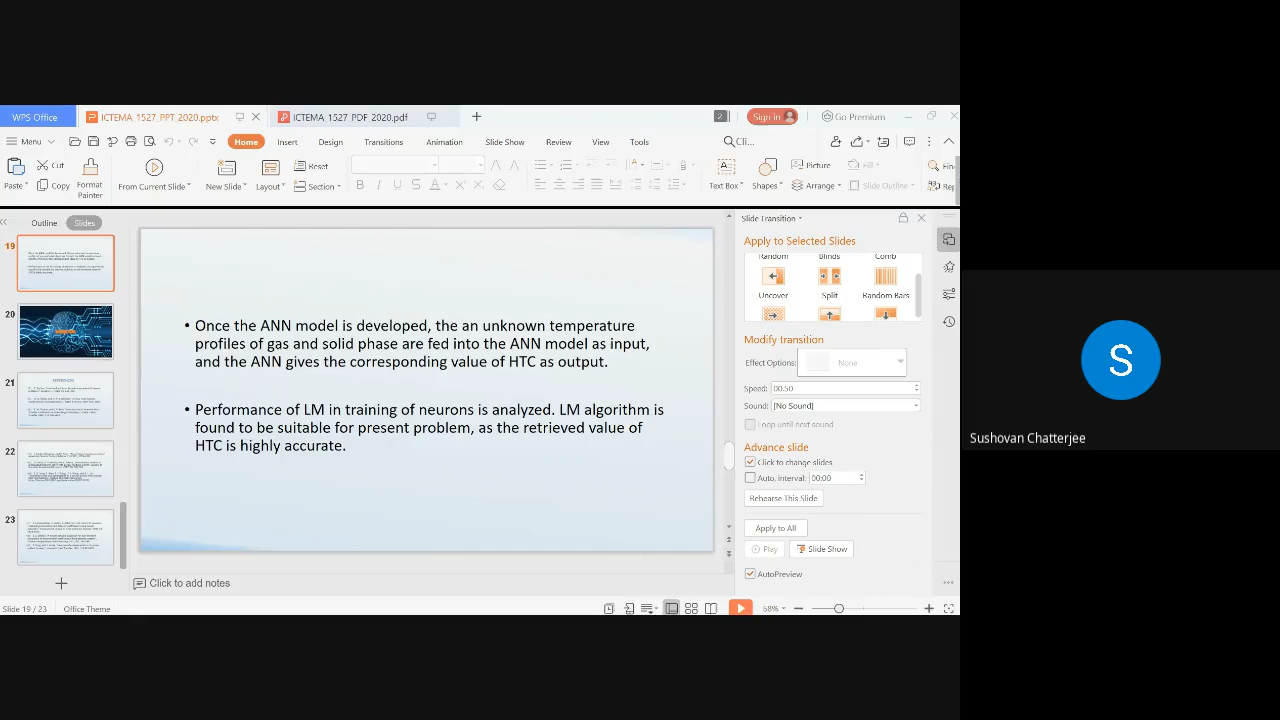 WPS Office
ICTEMA_1527_PPT_2020.pptx
ICTEMA_1527_PDF_2020.pdf
2
Sign in
Go Premium
Menu
Home
Insert
Design
Transitions
Animation
Slide Show
Review
View
Tools
Cli...
Paste
Cut
Copy
Format
Painter
From Current Slide
New Slide
Layout
Reset
Section
B I U S A
Text Box
Shapes
Picture
Arrange
Fill
Slide Outline
Outline
Slides
19
20
21
REFERENCES
22
23
• Once the ANN model is developed, the an unknown temperature
profiles of gas and solid phase are fed into the ANN model as input,
and the ANN gives the corresponding value of HTC as output.
• Performance of LM in training of neurons is analyzed. LM algorithm is
found to be suitable for present problem, as the retrieved value of
HTC is highly accurate.
Click to add notes
Slide Transition
Apply to Selected Slides
Random
Blinds
Comb
Uncover
Split
Random Bars
Modify transition
Effect Options:
None
Speed: 00.50
Sound: [No Sound]
Loop until next sound
Advance slide
Click to change slides
Auto, interval: 00:00
Rehearse This Slide
Apply to All
Play
Slide Show
AutoPreview
Slide 19 / 23
Office Theme
58%
S
Sushovan Chatterjee